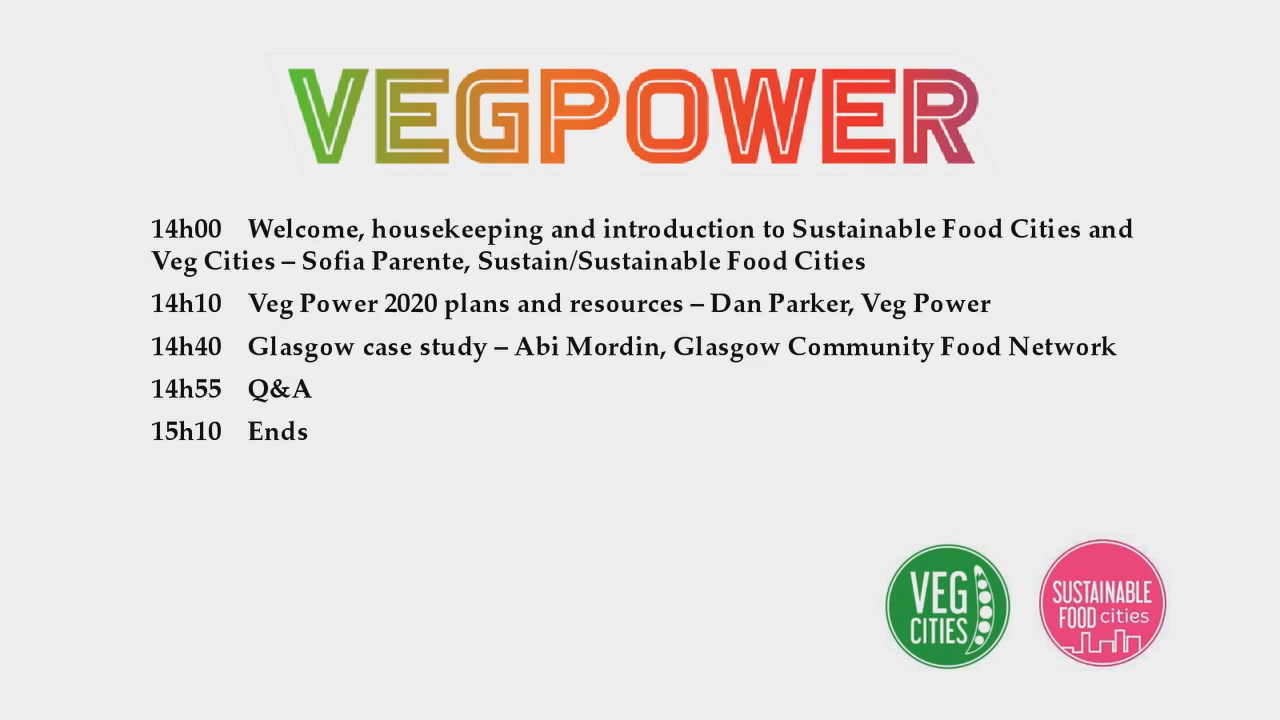 VEGPOWER
14h00 Welcome, housekeeping and introduction to Sustainable Food Cities and
Veg Cities – Sofia Parente, Sustain/Sustainable Food Cities
14h10 Veg Power 2020 plans and resources – Dan Parker, Veg Power
14h40 Glasgow case study – Abi Mordin, Glasgow Community Food Network
14h55 Q&A
15h10 Ends
VEG
CITIES
SUSTAINABLE
FOOD cities